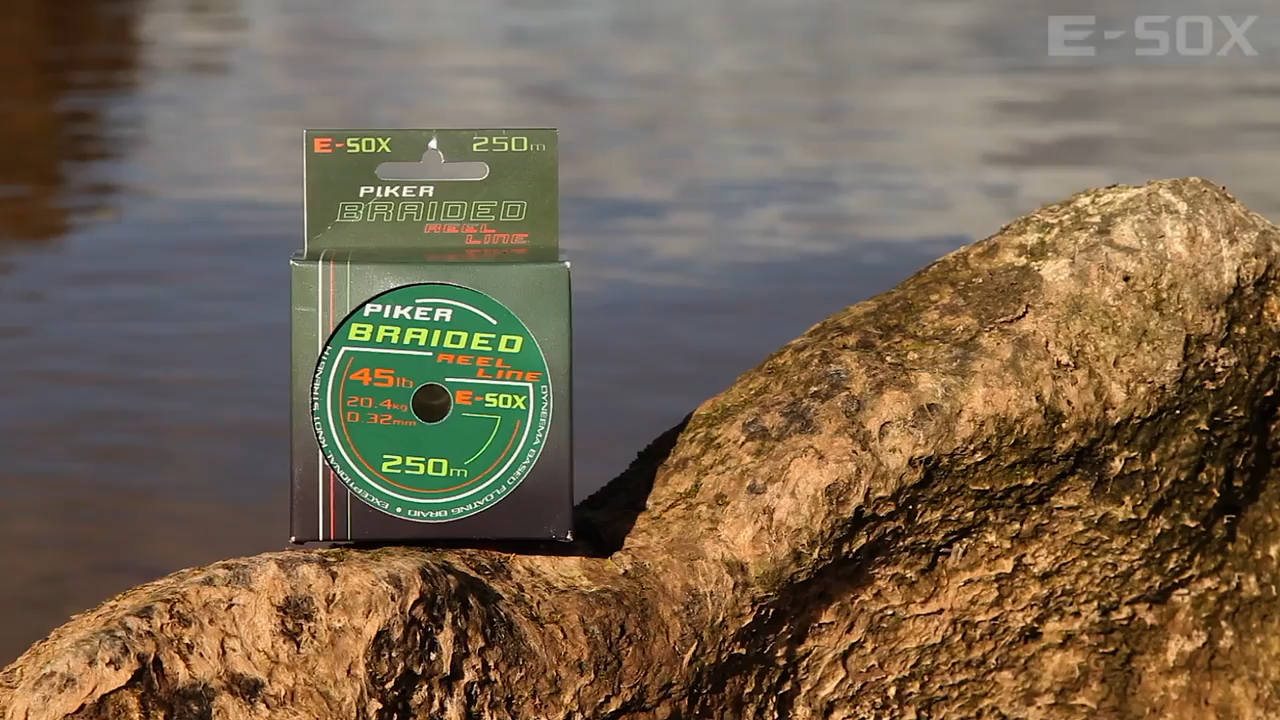 E-SOX
E-SOX 250m
PIKER
BRAIDED
REEL
LINE
PIKER
BRAIDED
REEL
LINE
45lb
20.4kg
0.32mm
E-SOX
250m
EXCEPTIONAL KNOT STRENGTH • DYNEEMA BASED FLOATING BRAID